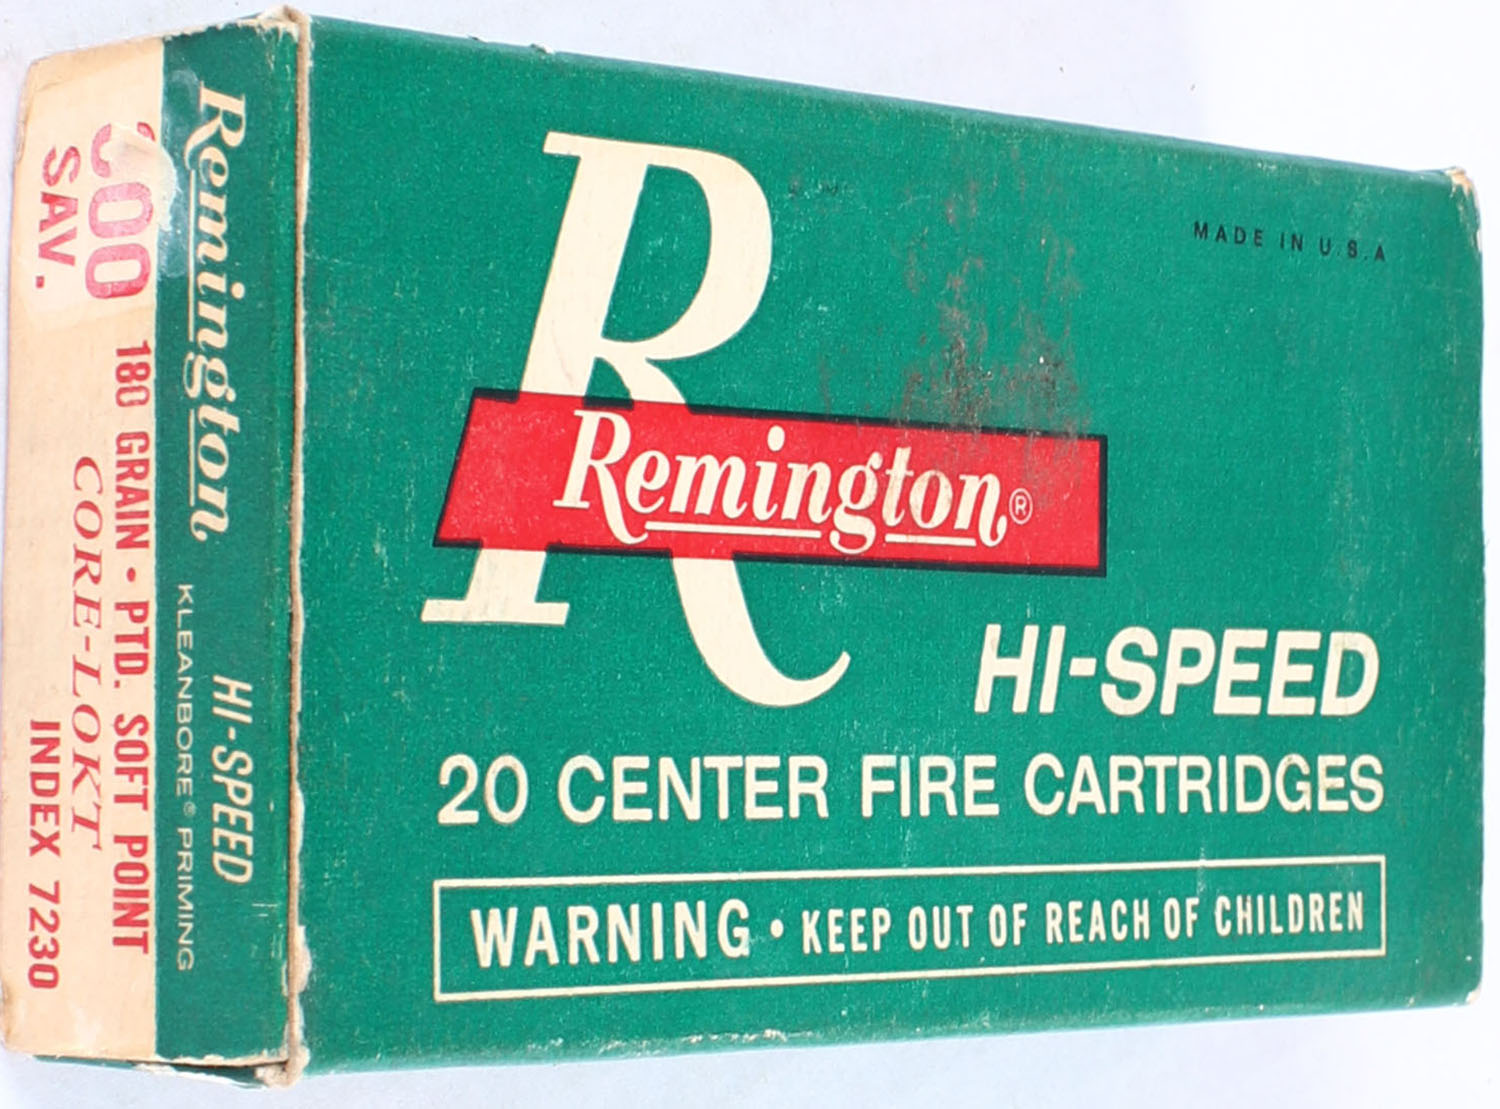 MADE IN U.S.A
Remington®
HI-SPEED
20 CENTER FIRE CARTRIDGES
WARNING • KEEP OUT OF REACH OF CHILDREN
Remington HI-SPEED
KLEANBORE® PRIMING
300
SAV.
180 GRAIN • PTD. SOFT POINT
CORE-LOKT
INDEX 7230